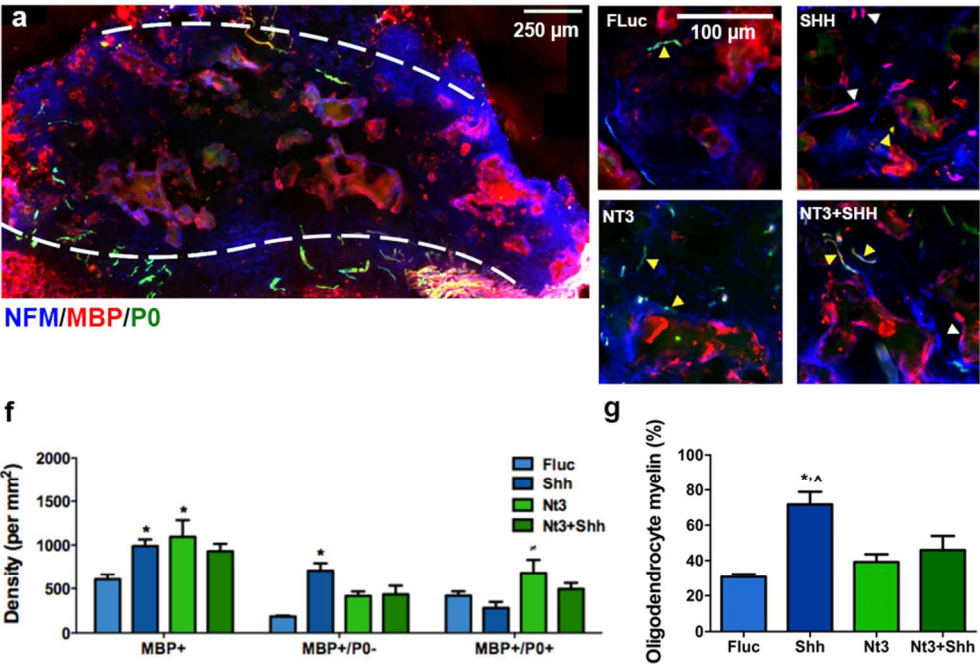 a
250 µm
FLuc
100 µm
SHH
NT3
NT3+SHH
NFM/MBP/P0
f
Density (per mm2)
2000
1500
1000
500
0
* *
*
≠
MBP+
MBP+/P0-
MBP+/P0+
Fluc
Shh
Nt3
Nt3+Shh
g
Oligodendrocyte myelin (%)
100
80
60
40
20
0
*,^
Fluc Shh Nt3 Nt3+Shh